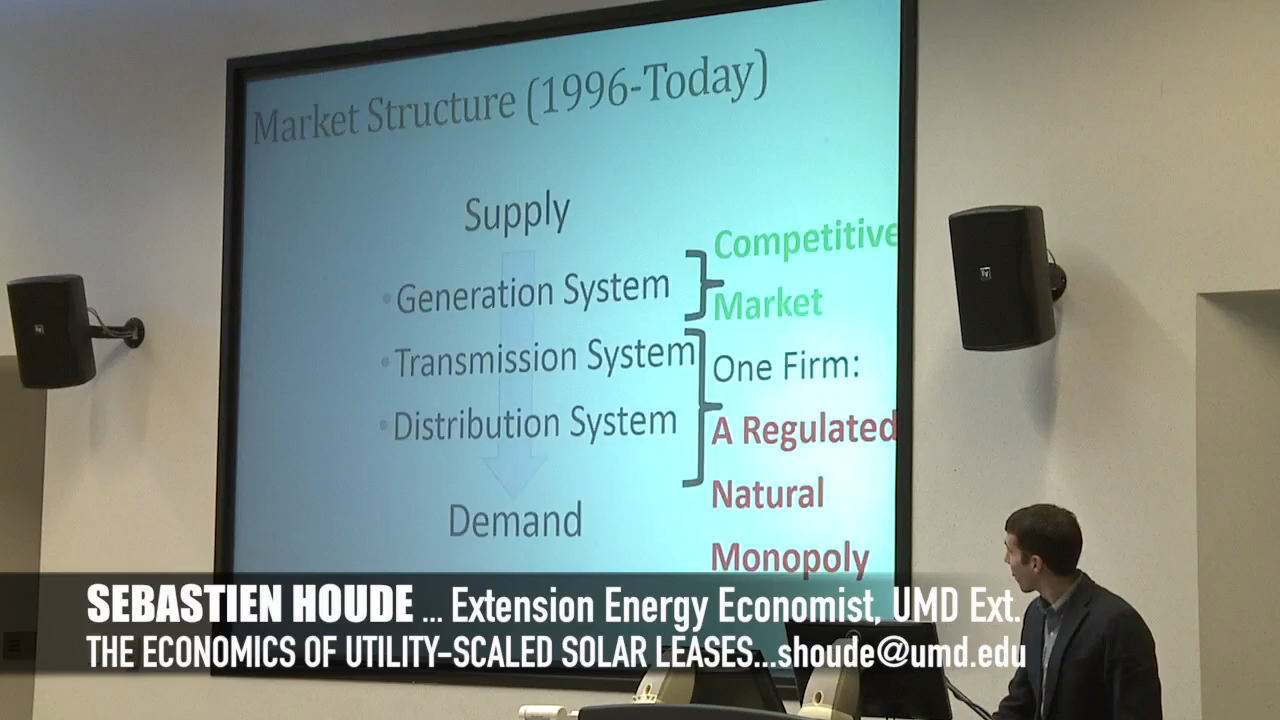 Market Structure (1996-Today)
Supply
• Generation System
• Transmission System
• Distribution System
Demand
Competitive
Market
One Firm:
A Regulated
Natural
Monopoly
SEBASTIEN HOUDE ... Extension Energy Economist, UMD Ext.
THE ECONOMICS OF UTILITY-SCALED SOLAR LEASES...shoude@umd.edu